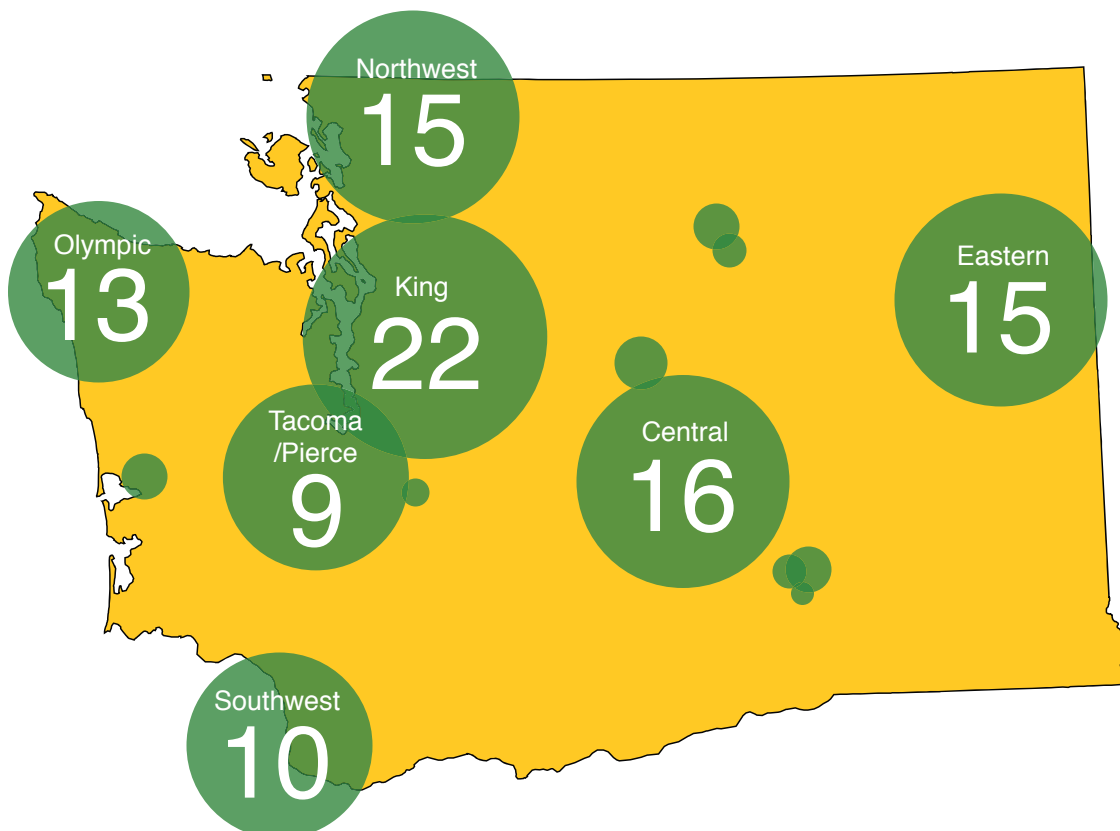 Northwest
15
Olympic
13
King
22
Eastern
15
Tacoma
/Pierce
9
Central
16
Southwest
10